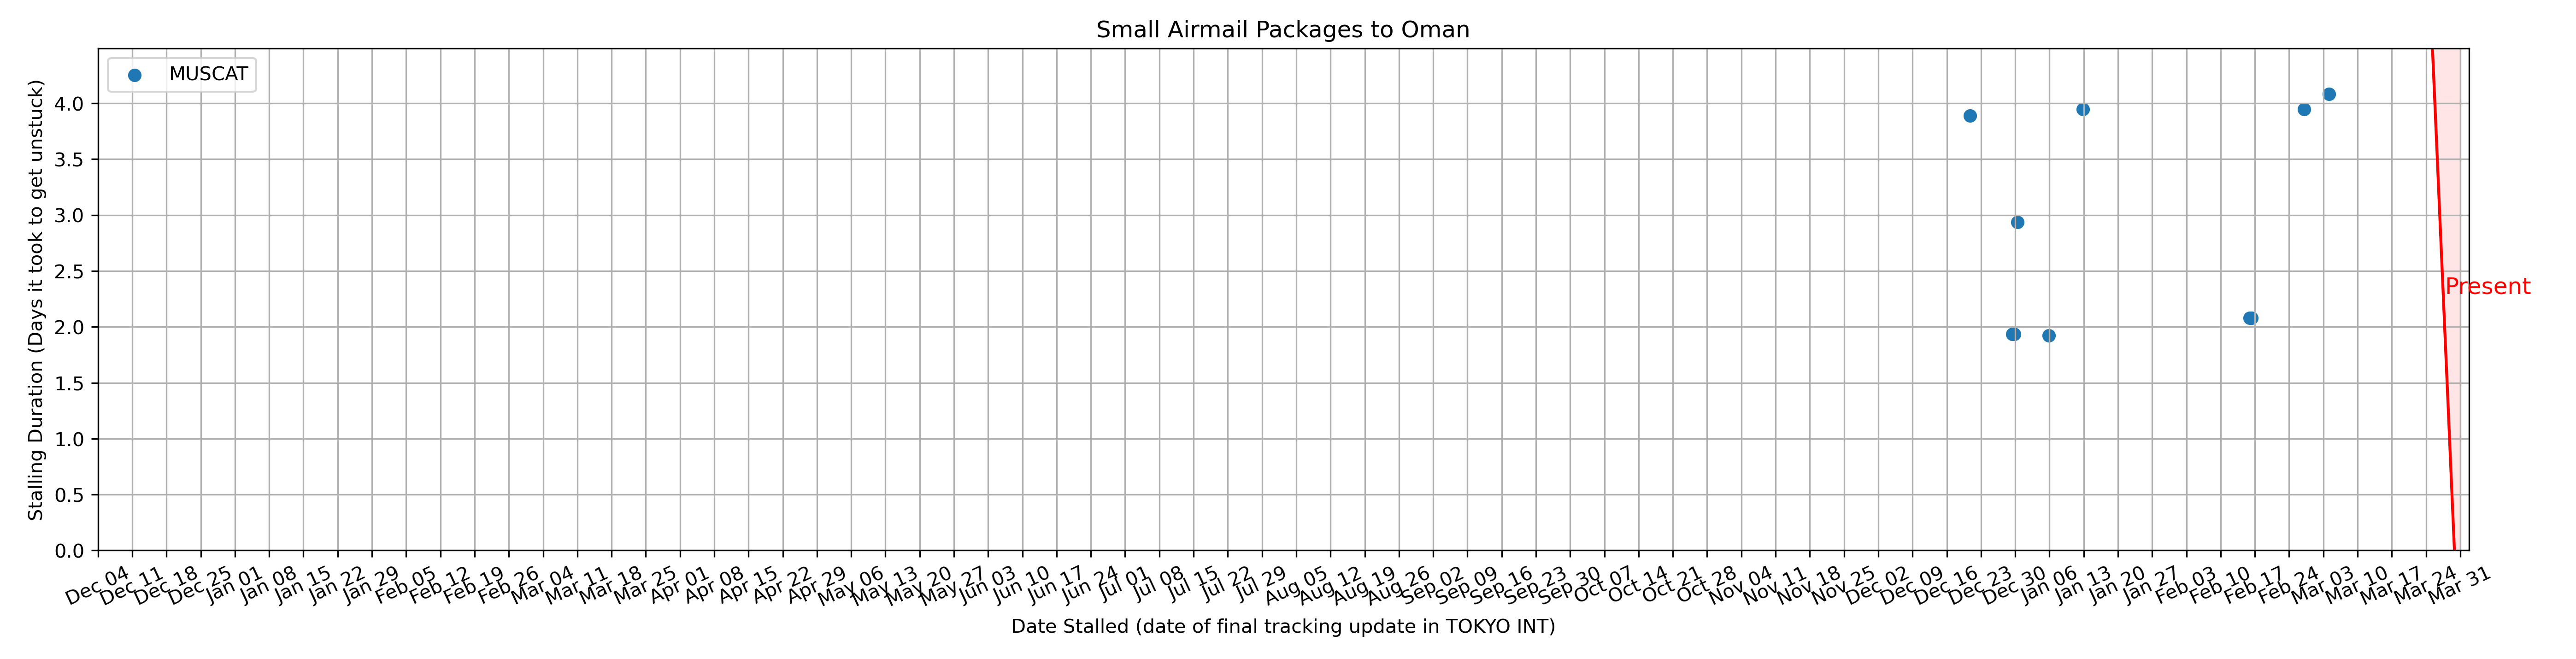 Small Airmail Packages to Oman
MUSCAT
Stalling Duration (Days it took to get unstuck)
4.0
3.5
3.0
2.5
2.0
1.5
1.0
0.5
0.0
Present
Dec 04
Dec 11
Dec 18
Dec 25
Jan 01
Jan 08
Jan 15
Jan 22
Jan 29
Feb 05
Feb 12
Feb 19
Feb 26
Mar 04
Mar 11
Mar 18
Mar 25
Apr 01
Apr 08
Apr 15
Apr 22
Apr 29
May 06
May 13
May 20
May 27
Jun 03
Jun 10
Jun 17
Jun 24
Jul 01
Jul 08
Jul 15
Jul 22
Jul 29
Aug 05
Aug 12
Aug 19
Aug 26
Sep 02
Sep 09
Sep 16
Sep 23
Sep 30
Oct 07
Oct 14
Oct 21
Oct 28
Nov 04
Nov 11
Nov 18
Nov 25
Dec 02
Dec 09
Dec 16
Dec 23
Dec 30
Jan 06
Jan 13
Jan 20
Jan 27
Feb 03
Feb 10
Feb 17
Feb 24
Mar 03
Mar 10
Mar 17
Mar 24
Mar 31
Date Stalled (date of final tracking update in TOKYO INT)